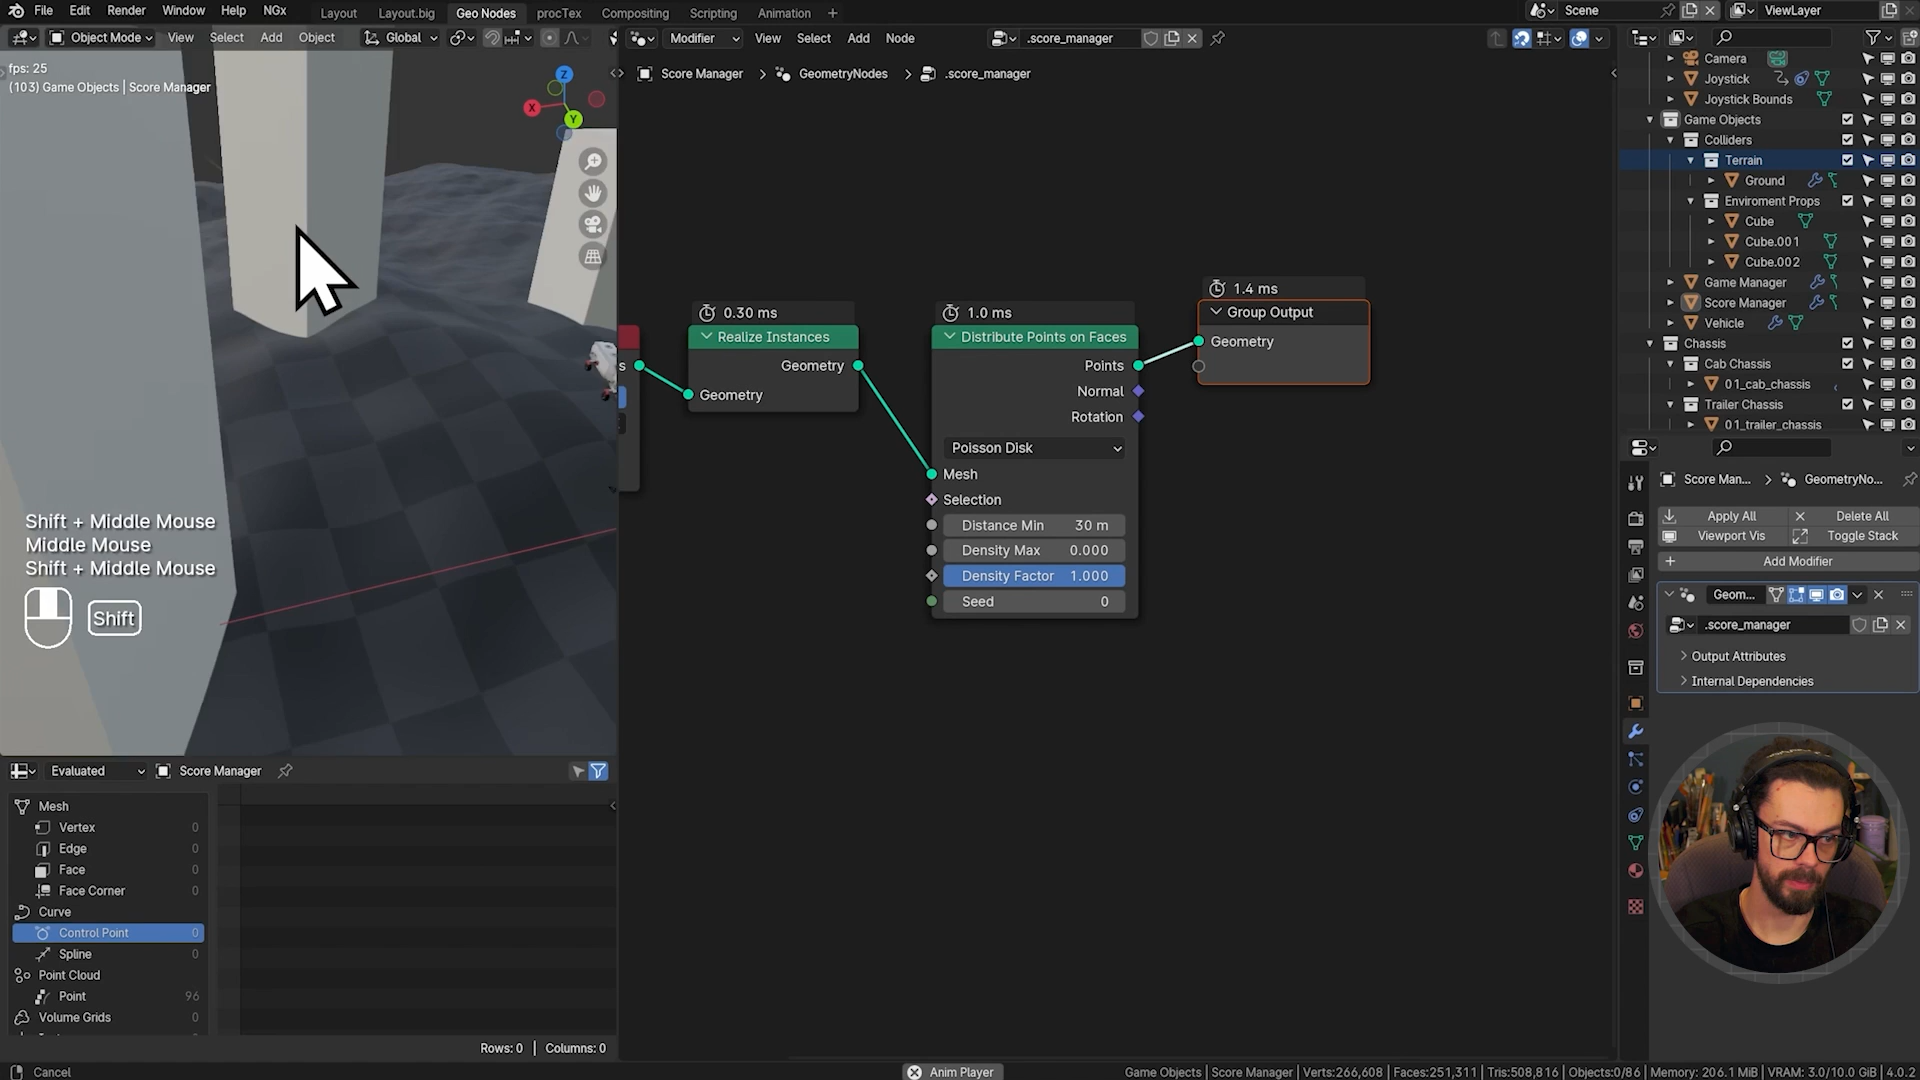 File Edit Render Window Help NGx Layout Layout.big Geo Nodes procTex Compositing Scripting Animation + Scene ViewLayer
Object Mode View Select Add Object Global Modifier View Select Add Node .score_manager
Score Manager > GeometryNodes > .score_manager
fps: 25
(103) Game Objects | Score Manager
Z
X
Y
Shift + Middle Mouse
Middle Mouse
Shift + Middle Mouse
Shift
0.30 ms
Realize Instances
Geometry
Geometry
s
1.0 ms
Distribute Points on Faces
Points
Normal
Rotation
Poisson Disk
Mesh
Selection
Distance Min 30 m
Density Max 0.000
Density Factor 1.000
Seed 0
1.4 ms
Group Output
Geometry
Camera
Joystick
Joystick Bounds
Game Objects
Colliders
Terrain
Ground
Enviroment Props
Cube
Cube.001
Cube.002
Game Manager
Score Manager
Vehicle
Chassis
Cab Chassis
01_cab_chassis
Trailer Chassis
01_trailer_chassis
Score Man... > GeometryNo...
Apply All Delete All
Viewport Vis Toggle Stack
Add Modifier
Geom...
.score_manager
Output Attributes
Internal Dependencies
Evaluated Score Manager
Mesh
Vertex 0
Edge 0
Face 0
Face Corner 0
Curve
Control Point 0
Spline 0
Point Cloud
Point 96
Volume Grids 0
Rows: 0 | Columns: 0
Cancel Anim Player Game Objects | Score Manager | Verts:266,608 | Faces:251,311 | Tris:508,816 | Objects:0/86 | Memory: 206.1 MiB | VRAM: 3.0/10.0 GiB | 4.0.2